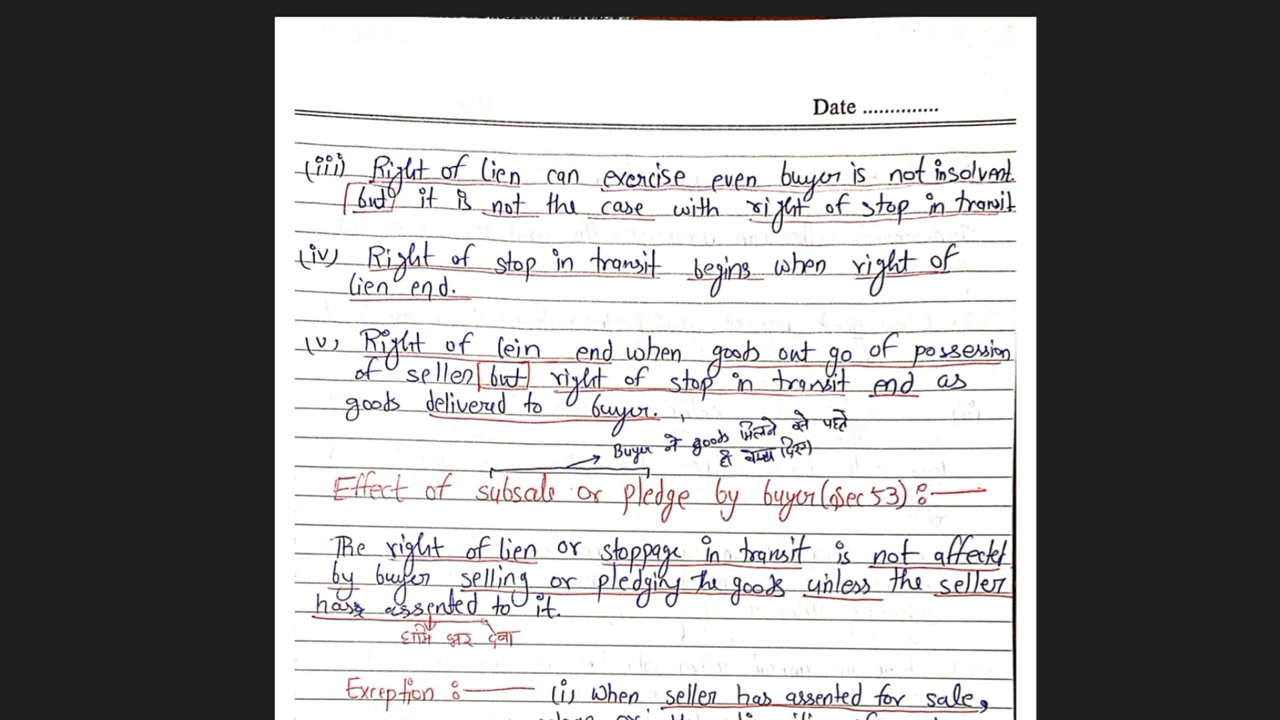 Date ..............
(iii) Right of lien can exercise even buyer is not insolvent
but it is not the case with right of stop in transit
(iv) Right of stop in transit begins when right of
lien end.
(v) Right of lein end when goods out go of possession
of seller but right of stop in transit end as
goods delivered to buyer.
Buyer ने goods मिलने से पहले
ही बेच दिए
Effect of subsale or pledge by buyer (Sec 53) :—
The right of lien or stoppage in transit is not affected
by buyer selling or pledging the goods unless the seller
has assented to it.
हामि भर देना
Exception :— (i) When seller has assented for sale,